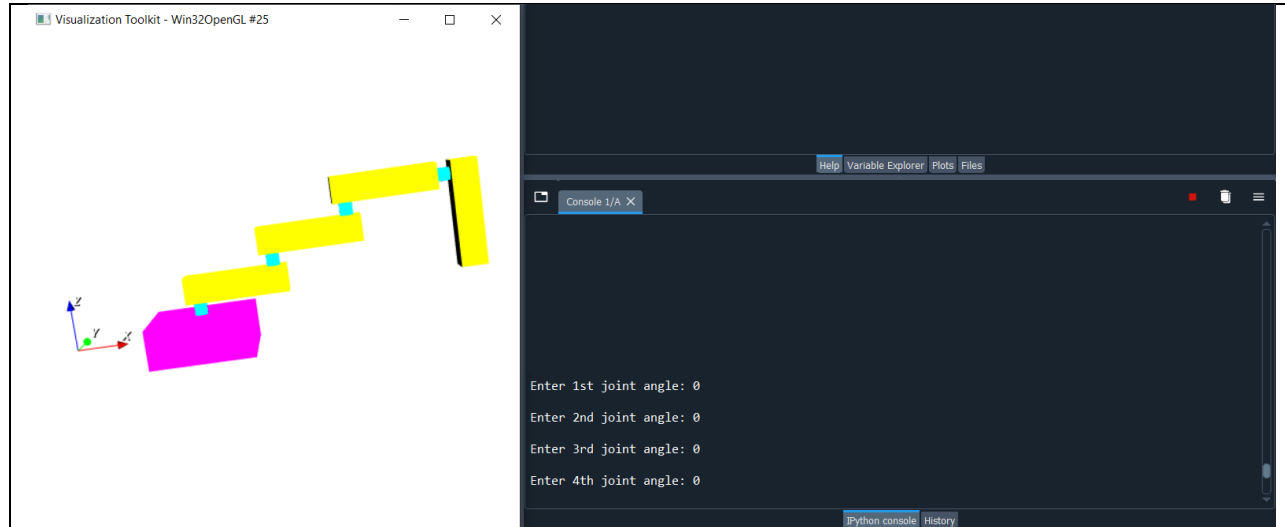 Visualization Toolkit - Win32OpenGL #25
Z
Y
X
Help Variable Explorer Plots Files
Console 1/A
Enter 1st joint angle: 0
Enter 2nd joint angle: 0
Enter 3rd joint angle: 0
Enter 4th joint angle: 0
IPython console History